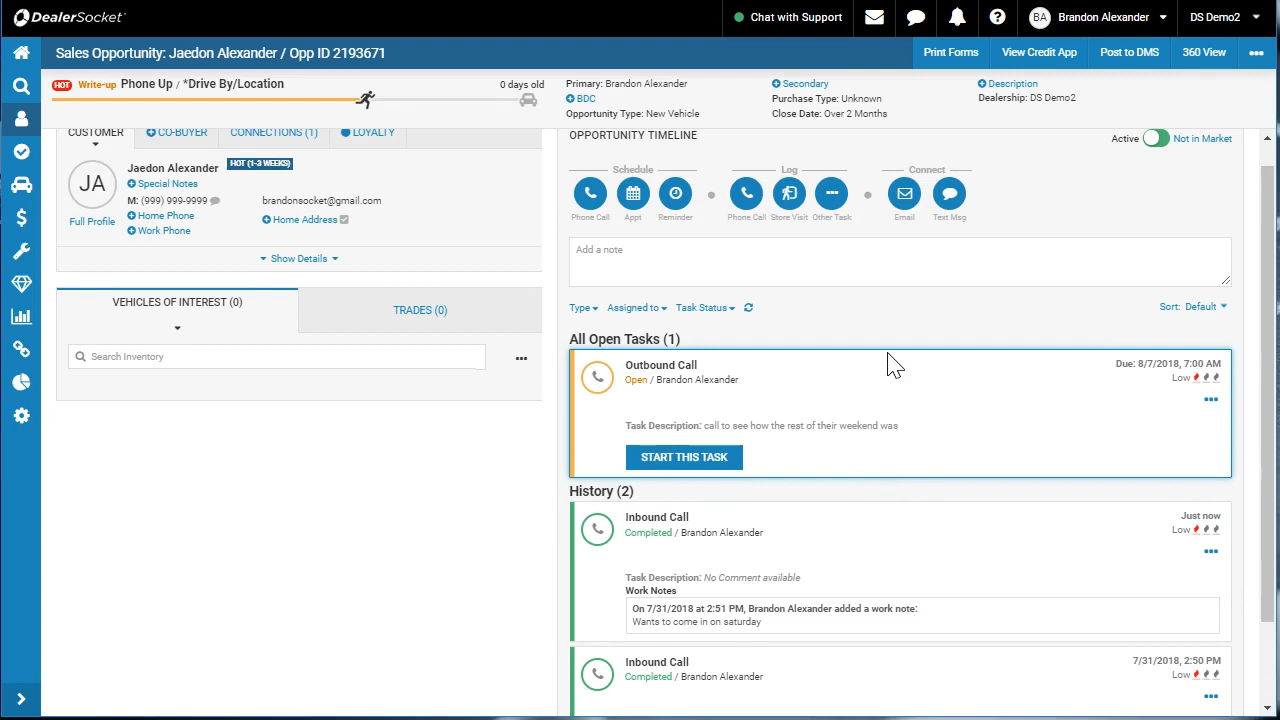 DealerSocket
Chat with Support
BA Brandon Alexander
DS Demo2
Sales Opportunity: Jaedon Alexander / Opp ID 2193671
Print Forms
View Credit App
Post to DMS
360 View
HOT Write-up Phone Up / *Drive By/Location
0 days old
Primary: Brandon Alexander
BDC
Opportunity Type: New Vehicle
Secondary
Purchase Type: Unknown
Close Date: Over 2 Months
Description
Dealership: DS Demo2
CUSTOMER
CO-BUYER
CONNECTIONS (1)
LOYALTY
JA
Full Profile
Jaedon Alexander HOT (1-3 WEEKS)
Special Notes
M: (999) 999-9999
brandonsocket@gmail.com
Home Phone
Home Address
Work Phone
Show Details
VEHICLES OF INTEREST (0)
TRADES (0)
Search Inventory
OPPORTUNITY TIMELINE
Active
Not in Market
Schedule
Log
Connect
Phone Call
Appt
Reminder
Phone Call
Store Visit
Other Task
Email
Text Msg
Add a note
Type
Assigned to
Task Status
Sort: Default
All Open Tasks (1)
Outbound Call
Due: 8/7/2018, 7:00 AM
Open / Brandon Alexander
Low
Task Description: call to see how the rest of their weekend was
START THIS TASK
History (2)
Inbound Call
Just now
Completed / Brandon Alexander
Low
Task Description: No Comment available
Work Notes
On 7/31/2018 at 2:51 PM, Brandon Alexander added a work note:
Wants to come in on saturday
Inbound Call
7/31/2018, 2:50 PM
Completed / Brandon Alexander
Low